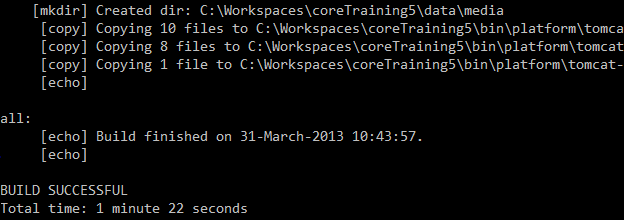 [mkdir] Created dir: C:\Workspaces\coreTraining5\data\media
[copy] Copying 10 files to C:\Workspaces\coreTraining5\bin\platform\tomca
[copy] Copying 8 files to C:\Workspaces\coreTraining5\bin\platform\tomcat
[copy] Copying 1 file to C:\Workspaces\coreTraining5\bin\platform\tomcat-
[echo]
all:
[echo] Build finished on 31-March-2013 10:43:57.
[echo]
BUILD SUCCESSFUL
Total time: 1 minute 22 seconds